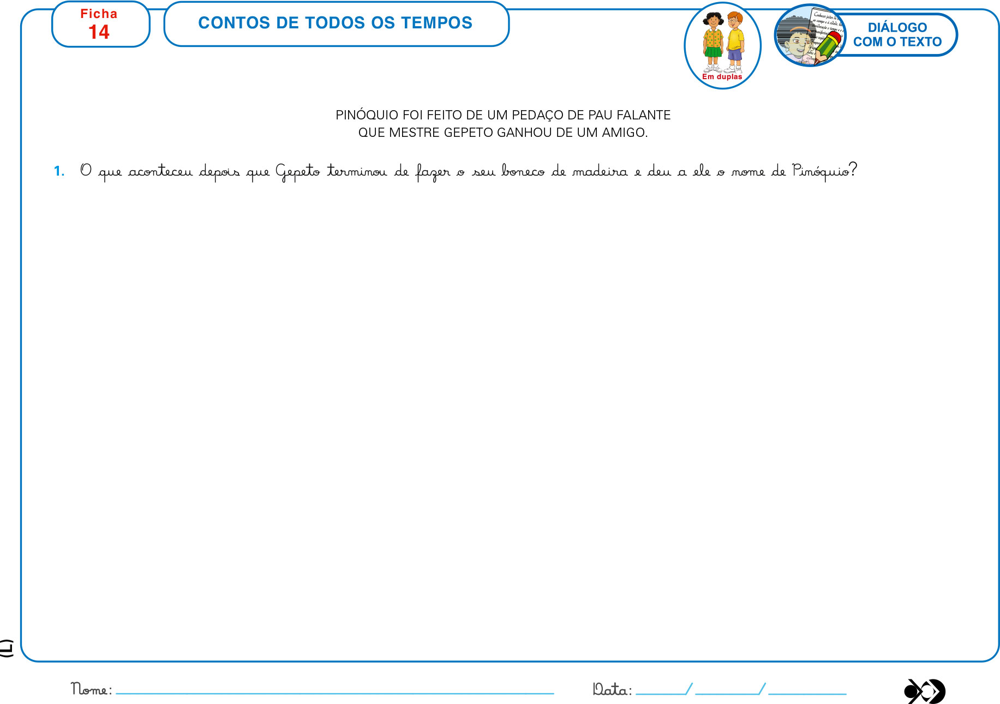 Ficha
14
CONTOS DE TODOS OS TEMPOS
Em duplas
DIÁLOGO
COM O TEXTO
PINÓQUIO FOI FEITO DE UM PEDAÇO DE PAU FALANTE
QUE MESTRE GEPETO GANHOU DE UM AMIGO.
1. O que aconteceu depois que Gepeto terminou de fazer o seu boneco de madeira e deu a ele o nome de Pinóquio?
(L)
Nome:
Data: / /